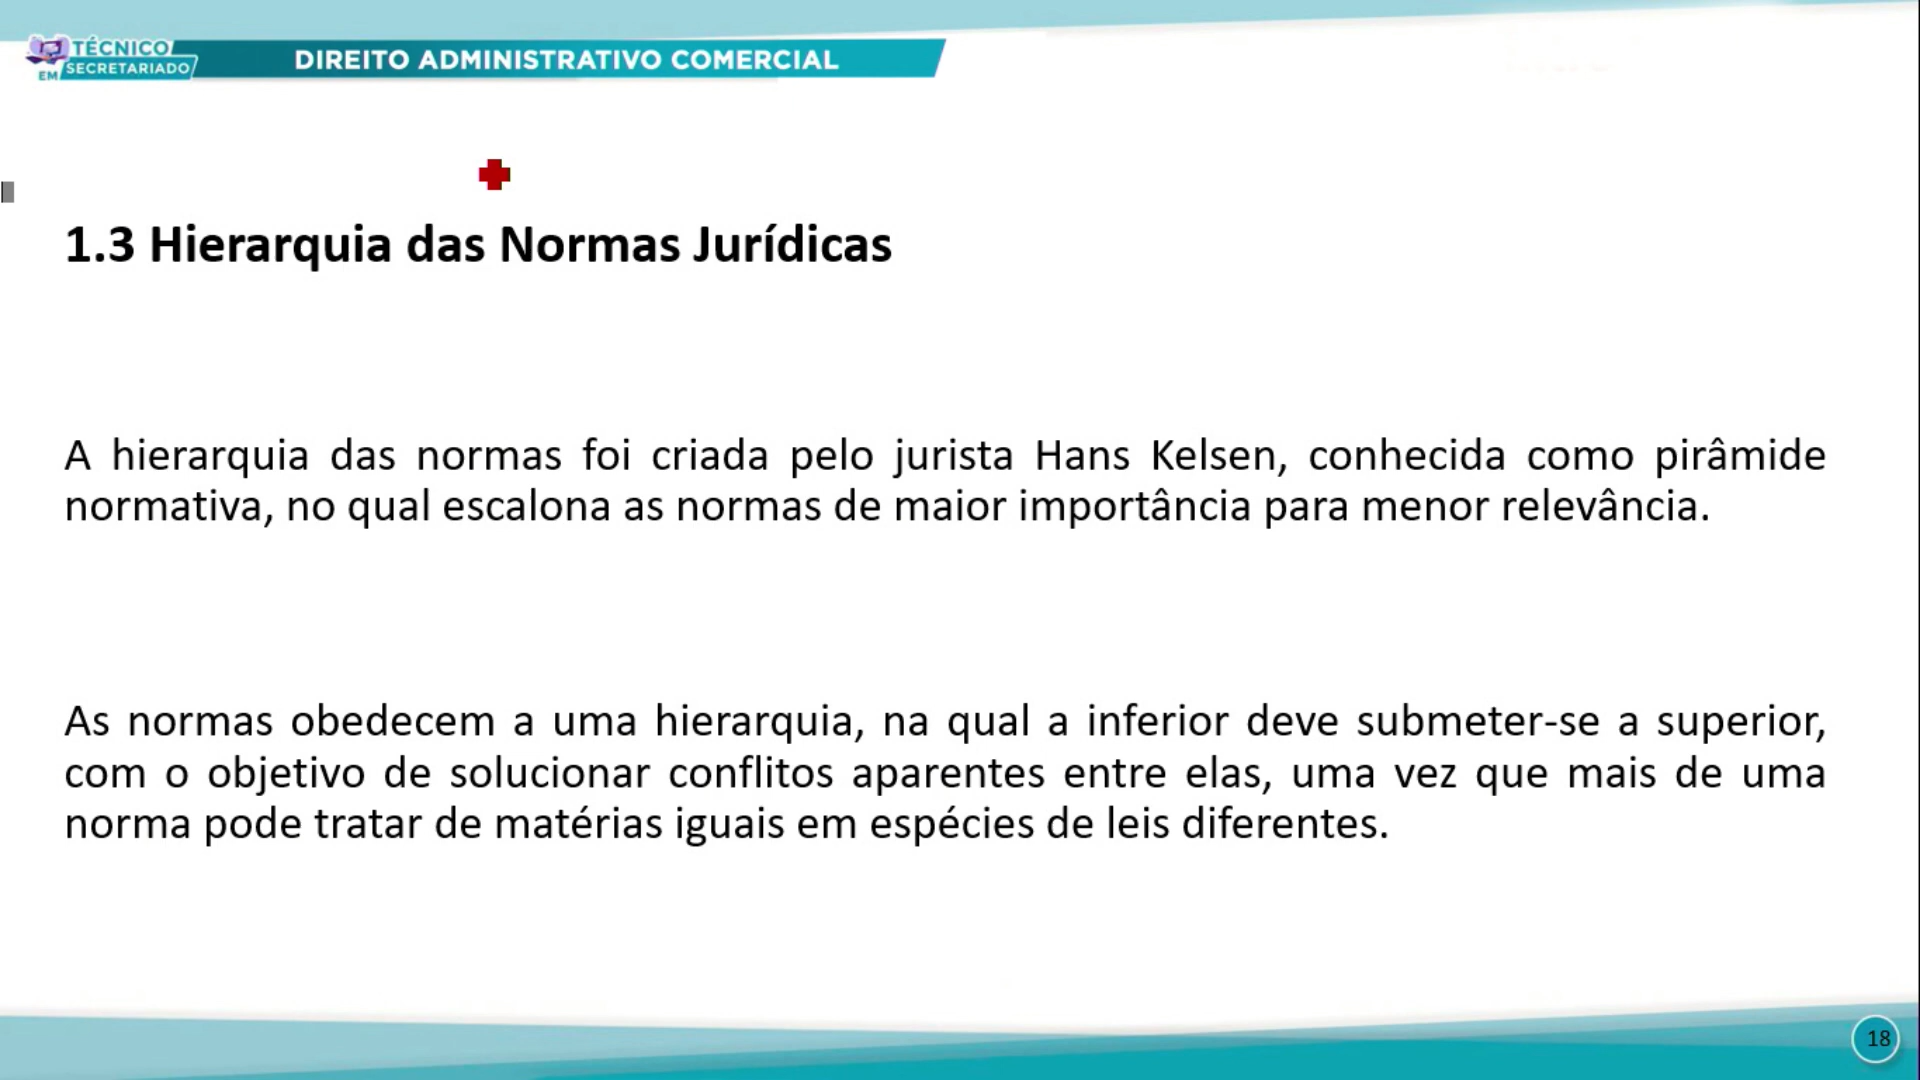 TÉCNICO
EM SECRETARIADO
DIREITO ADMINISTRATIVO COMERCIAL
1.3 Hierarquia das Normas Jurídicas
A hierarquia das normas foi criada pelo jurista Hans Kelsen, conhecida como pirâmide
normativa, no qual escalona as normas de maior importância para menor relevância.
As normas obedecem a uma hierarquia, na qual a inferior deve submeter-se a superior,
com o objetivo de solucionar conflitos aparentes entre elas, uma vez que mais de uma
norma pode tratar de matérias iguais em espécies de leis diferentes.
18